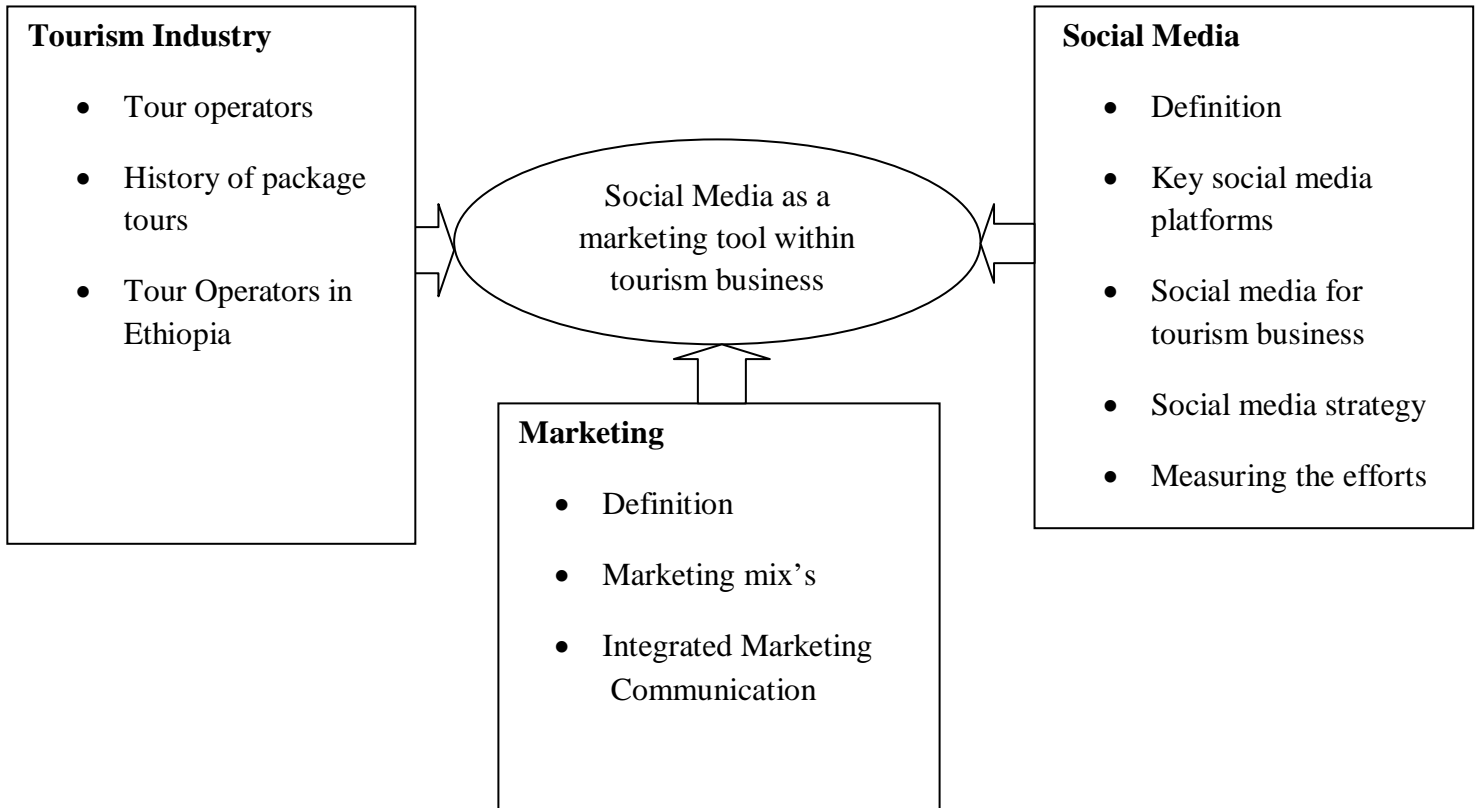 Tourism Industry
• Tour operators
• History of package
tours
• Tour Operators in
Ethiopia
Social Media as a
marketing tool within
tourism business
Social Media
• Definition
• Key social media
platforms
• Social media for
tourism business
• Social media strategy
• Measuring the efforts
Marketing
• Definition
• Marketing mix’s
• Integrated Marketing
Communication